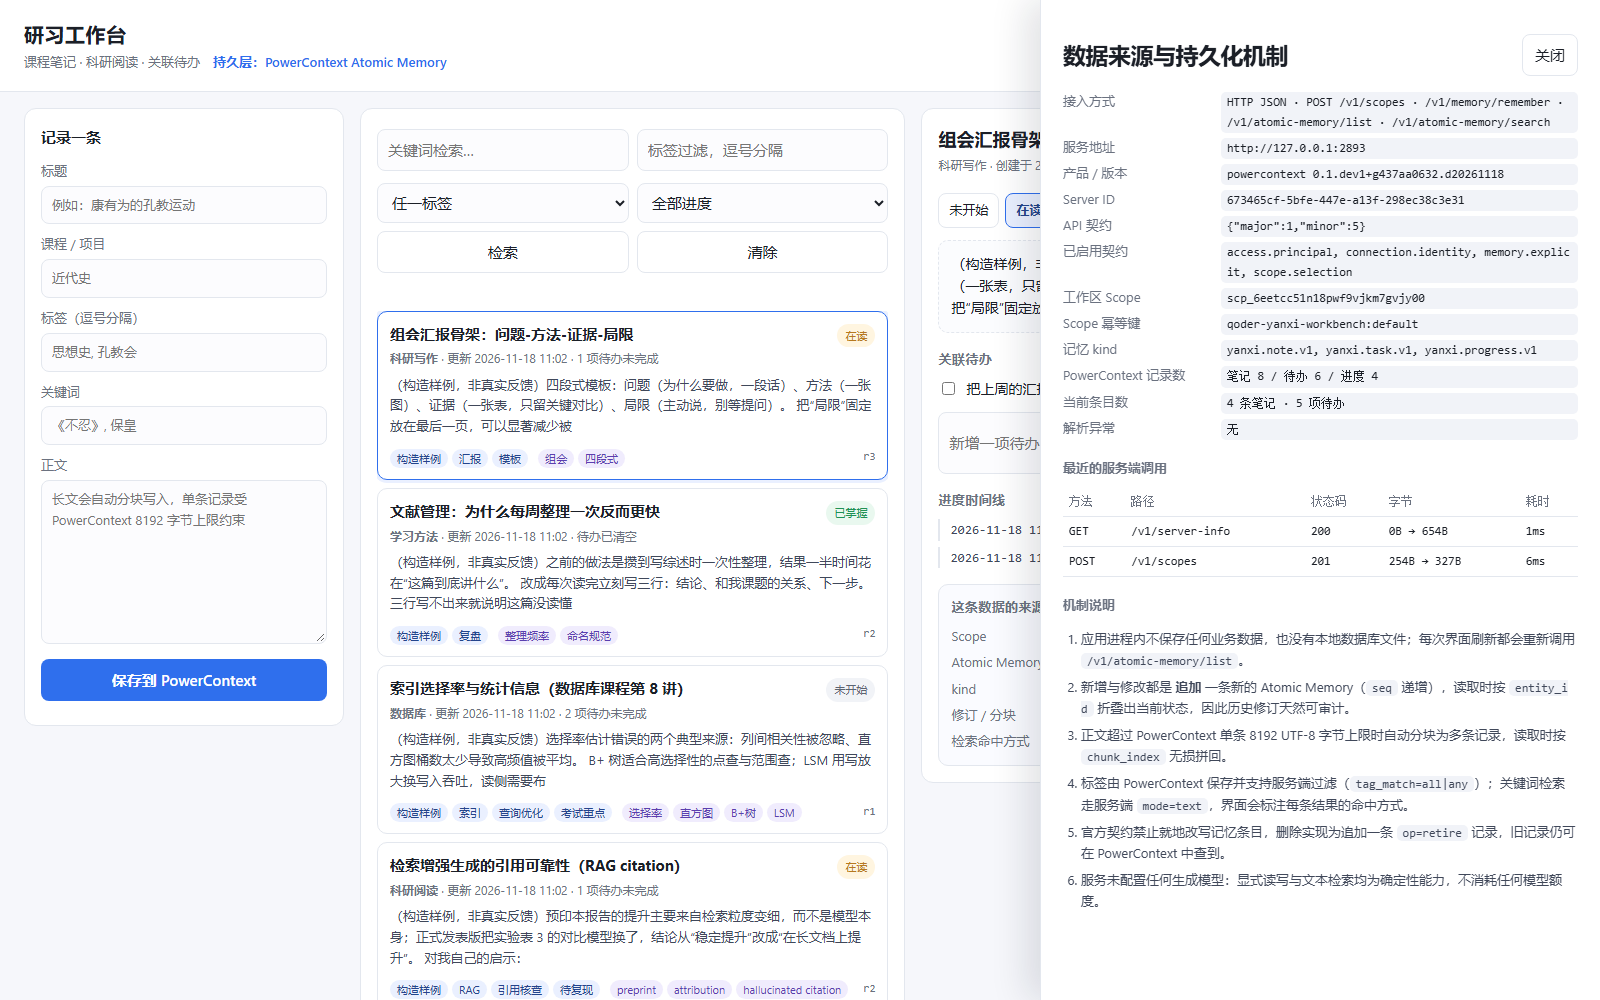 研习工作台
课程笔记 · 科研阅读 · 关联待办 持久层：PowerContext Atomic Memory
记录一条
标题
例如：康有为的孔教运动
课程 / 项目
近代史
标签（逗号分隔）
思想史, 孔教会
关键词
《不忍》, 保皇
正文
长文会自动分块写入，单条记录受
PowerContext 8192 字节上限约束
保存到 PowerContext
关键词检索...
标签过滤，逗号分隔
任一标签
全部进度
检索
清除
组会汇报骨架：问题-方法-证据-局限
在读
科研写作 · 更新 2026-11-18 11:02 · 1 项待办未完成
（构造样例，非真实反馈）四段式模板：问题（为什么要做，一段话）、方法（一张
图）、证据（一张表，只留关键对比）、局限（主动说，别等提问）。 把“局限”固定
放在最后一页，可以显著减少被
构造样例 汇报 模板 组会 四段式
r3
文献管理：为什么每周整理一次反而更快
已掌握
学习方法 · 更新 2026-11-18 11:02 · 待办已清空
（构造样例，非真实反馈）之前的做法是攒到写综述时一次性整理，结果一半时间花
在“这篇到底讲什么”。 改成每次读完立刻写三行：结论、和我课题的关系、下一步。
三行写不出来就说明这篇没读懂
构造样例 复盘 整理频率 命名规范
r2
索引选择率与统计信息（数据库课程第 8 讲）
未开始
数据库 · 更新 2026-11-18 11:02 · 2 项待办未完成
（构造样例，非真实反馈）选择率估计错误的两个典型来源：列间相关性被忽略、直
方图桶数太少导致高频值被平均。 B+ 树适合高选择性的点查与范围查；LSM 用写放
大换写入吞吐，读侧需要布
构造样例 索引 查询优化 考试重点 选择率 直方图 B+树 LSM
r1
检索增强生成的引用可靠性（RAG citation）
在读
科研阅读 · 更新 2026-11-18 11:02 · 1 项待办未完成
（构造样例，非真实反馈）预印本报告的提升主要来自检索粒度变细，而不是模型本
身；正式发表版把实验表 3 的对比模型换了，结论从“稳定提升”改成“在长文档上提
升”。 对我自己的启示：
构造样例 RAG 引用核查 待复现 preprint attribution hallucinated citation
r2
组会汇报骨架
科研写作 · 创建于 2
未开始
在读
（构造样例，
（一张表，只留
把“局限”固定放
关联待办
把上周的汇报
新增一项待办
进度时间线
2026-11-18 11
2026-11-18 11
这条数据的来源
Scope
Atomic Memory
kind
修订 / 分块
检索命中方式
数据来源与持久化机制
关闭
接入方式
HTTP JSON · POST /v1/scopes · /v1/memory/remember ·
/v1/atomic-memory/list · /v1/atomic-memory/search
服务地址
http://127.0.0.1:2893
产品 / 版本
powercontext 0.1.dev1+g437aa0632.d20261118
Server ID
673465cf-5bfe-447e-a13f-298ec38c3e31
API 契约
{"major":1,"minor":5}
已启用契约
access.principal, connection.identity, memory.explic
it, scope.selection
工作区 Scope
scp_6eetcc51n18pwf9vjkm7gvjy00
Scope 幂等键
qoder-yanxi-workbench:default
记忆 kind
yanxi.note.v1, yanxi.task.v1, yanxi.progress.v1
PowerContext 记录数
笔记 8 / 待办 6 / 进度 4
当前条目数
4 条笔记 · 5 项待办
解析异常
无
最近的服务端调用
方法 路径 状态码 字节 耗时
GET /v1/server-info 200 0B → 654B 1ms
POST /v1/scopes 201 254B → 327B 6ms
机制说明
1. 应用进程内不保存任何业务数据，也没有本地数据库文件；每次界面刷新都会重新调用
/v1/atomic-memory/list 。
2. 新增与修改都是 追加 一条新的 Atomic Memory（ seq 递增），读取时按 entity_i
d 折叠出当前状态，因此历史修订天然可审计。
3. 正文超过 PowerContext 单条 8192 UTF-8 字节上限时自动分块为多条记录，读取时按
chunk_index 无损拼回。
4. 标签由 PowerContext 保存并支持服务端过滤（ tag_match=all|any ）；关键词检索
走服务端 mode=text ，界面会标注每条结果的命中方式。
5. 官方契约禁止就地改写记忆条目，删除实现为追加一条 op=retire 记录，旧记录仍可
在 PowerContext 中查到。
6. 服务未配置任何生成模型：显式读写与文本检索均为确定性能力，不消耗任何模型额
度。